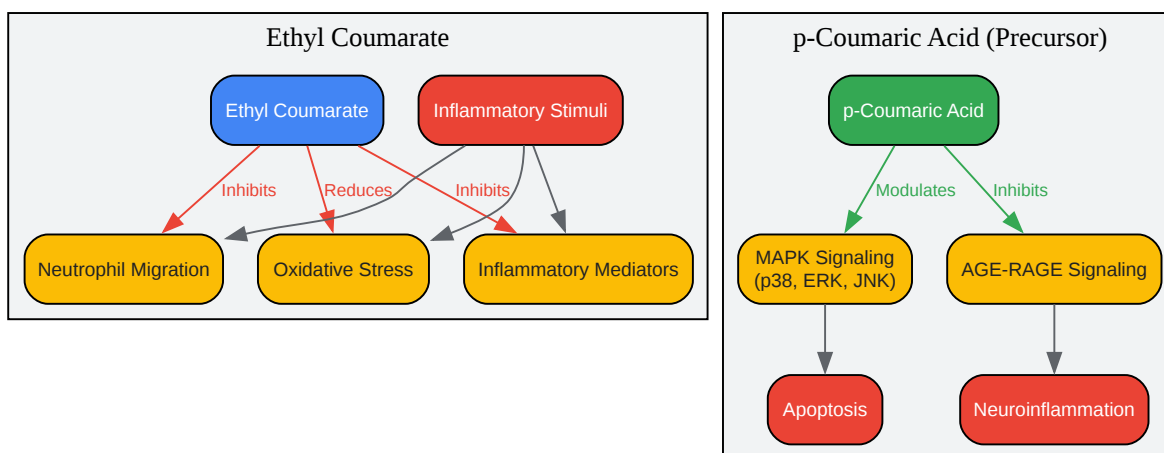 Ethyl Coumarate
Ethyl Coumarate
Inflammatory Stimuli
Inhibits
Reduces
Inhibits
Neutrophil Migration
Oxidative Stress
Inflammatory Mediators
p-Coumaric Acid (Precursor)
p-Coumaric Acid
Modulates
Inhibits
MAPK Signaling
(p38, ERK, JNK)
AGE-RAGE Signaling
Apoptosis
Neuroinflammation